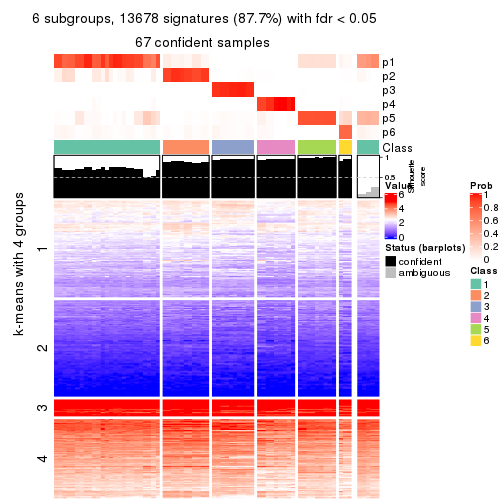 6 subgroups, 13678 signatures (87.7%) with fdr < 0.05
67 confident samples
p1
p2
p3
p4
p5
p6
Class
1
0.5
Silhouette
score
k-means with 4 groups
1
2
3
4
Value
6
4
2
0
Status (barplots)
confident
ambiguous
Prob
1
0.8
0.6
0.4
0.2
0
Class
1
2
3
4
5
6